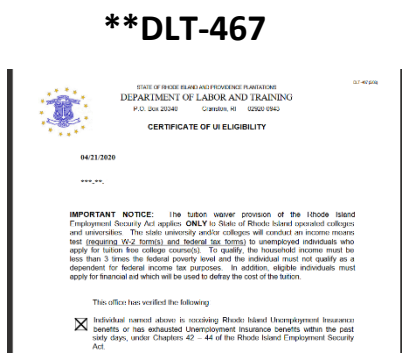 **DLT-467
DLT-467 (2/08)
STATE OF RHODE ISLAND AND PROVIDENCE PLANTATIONS
DEPARTMENT OF LABOR AND TRAINING
P.O. Box 20340 Cranston, RI 02920-0943
CERTIFICATE OF UI ELIGIBILITY
04/21/2020
***-**-
IMPORTANT NOTICE: The tuition waiver provision of the Rhode Island
Employment Security Act applies ONLY to State of Rhode Island operated colleges
and universities. The state university and/or colleges will conduct an income means
test (requiring W-2 form(s) and federal tax forms) to unemployed individuals who
apply for tuition free college course(s). To qualify, the household income must be
less than 3 times the federal poverty level and the individual must not qualify as a
dependent for federal income tax purposes. In addition, eligible individuals must
apply for financial aid which will be used to defray the cost of the tuition.
This office has verified the following
Individual named above is receiving Rhode Island Unemployment Insurance
benefits or has exhausted Unemployment Insurance benefits within the past
sixty days, under Chapters 42 – 44 of the Rhode Island Employment Security
Act.